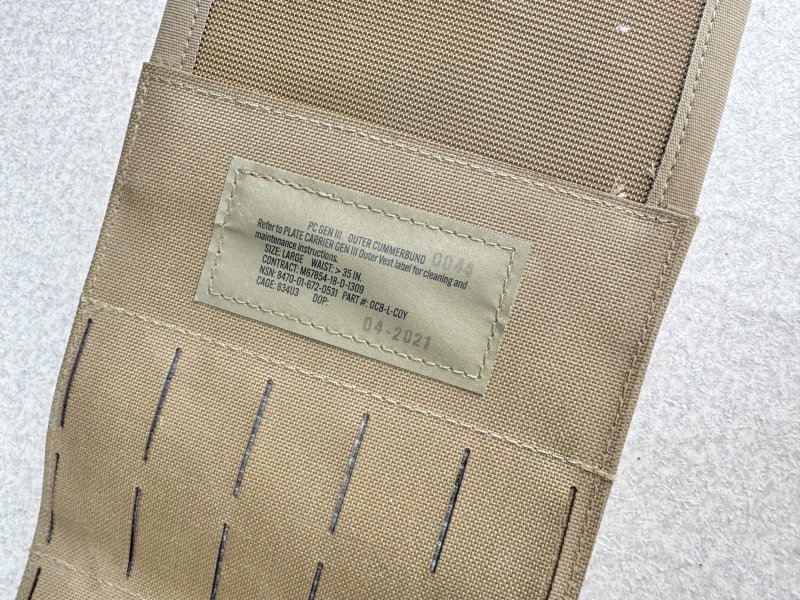 PC GEN III OUTER CUMMERBUND 0044
Refer to PLATE CARRIER GEN III Outer Vest label for cleaning and
maintenance instructions.
SIZE: LARGE WAIST: > 35 IN.
CONTRACT: M67854-18-D-1309
NSN: 8470-01-672-0531 PART #: OCB-L-COY
CAGE: 834U3 DOP: 04-2021